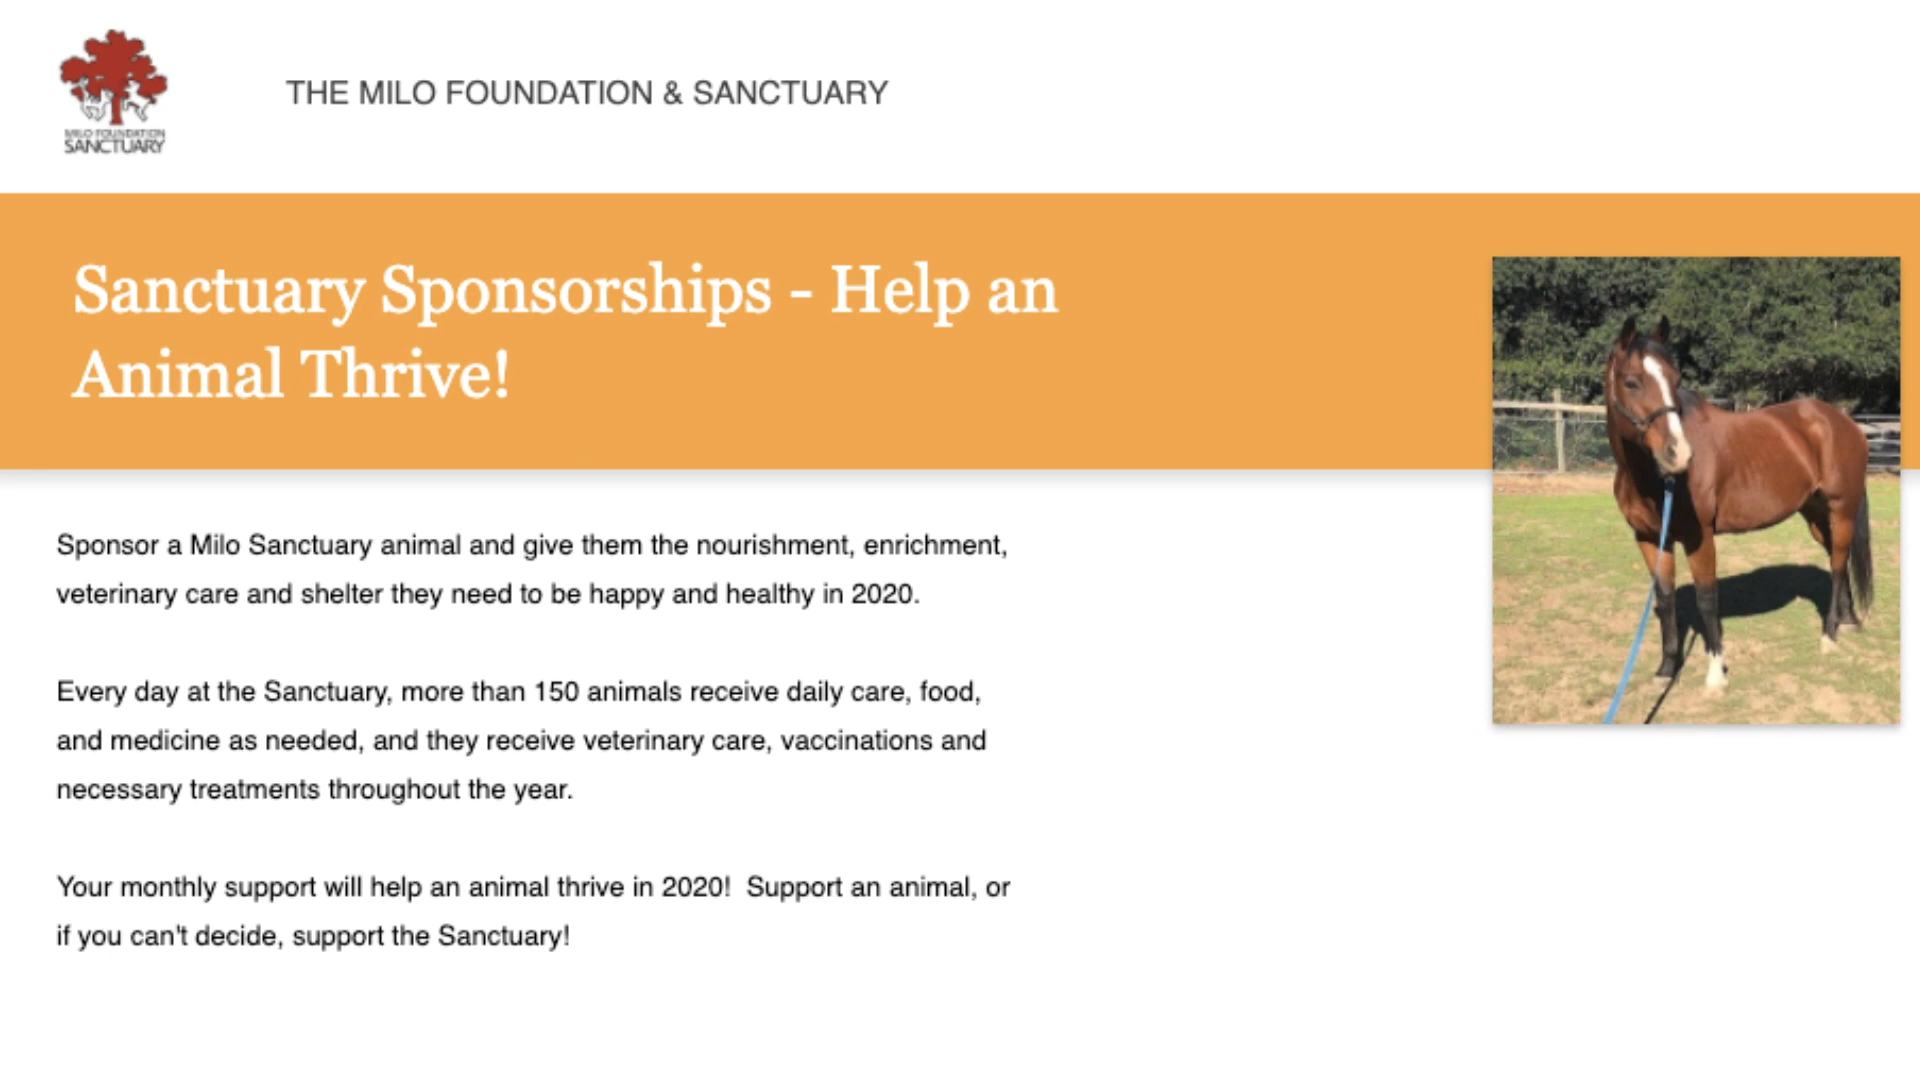 MILO FOUNDATION
SANCTUARY
THE MILO FOUNDATION & SANCTUARY
Sanctuary Sponsorships - Help an
Animal Thrive!
Sponsor a Milo Sanctuary animal and give them the nourishment, enrichment,
veterinary care and shelter they need to be happy and healthy in 2020.
Every day at the Sanctuary, more than 150 animals receive daily care, food,
and medicine as needed, and they receive veterinary care, vaccinations and
necessary treatments throughout the year.
Your monthly support will help an animal thrive in 2020!  Support an animal, or
if you can't decide, support the Sanctuary!